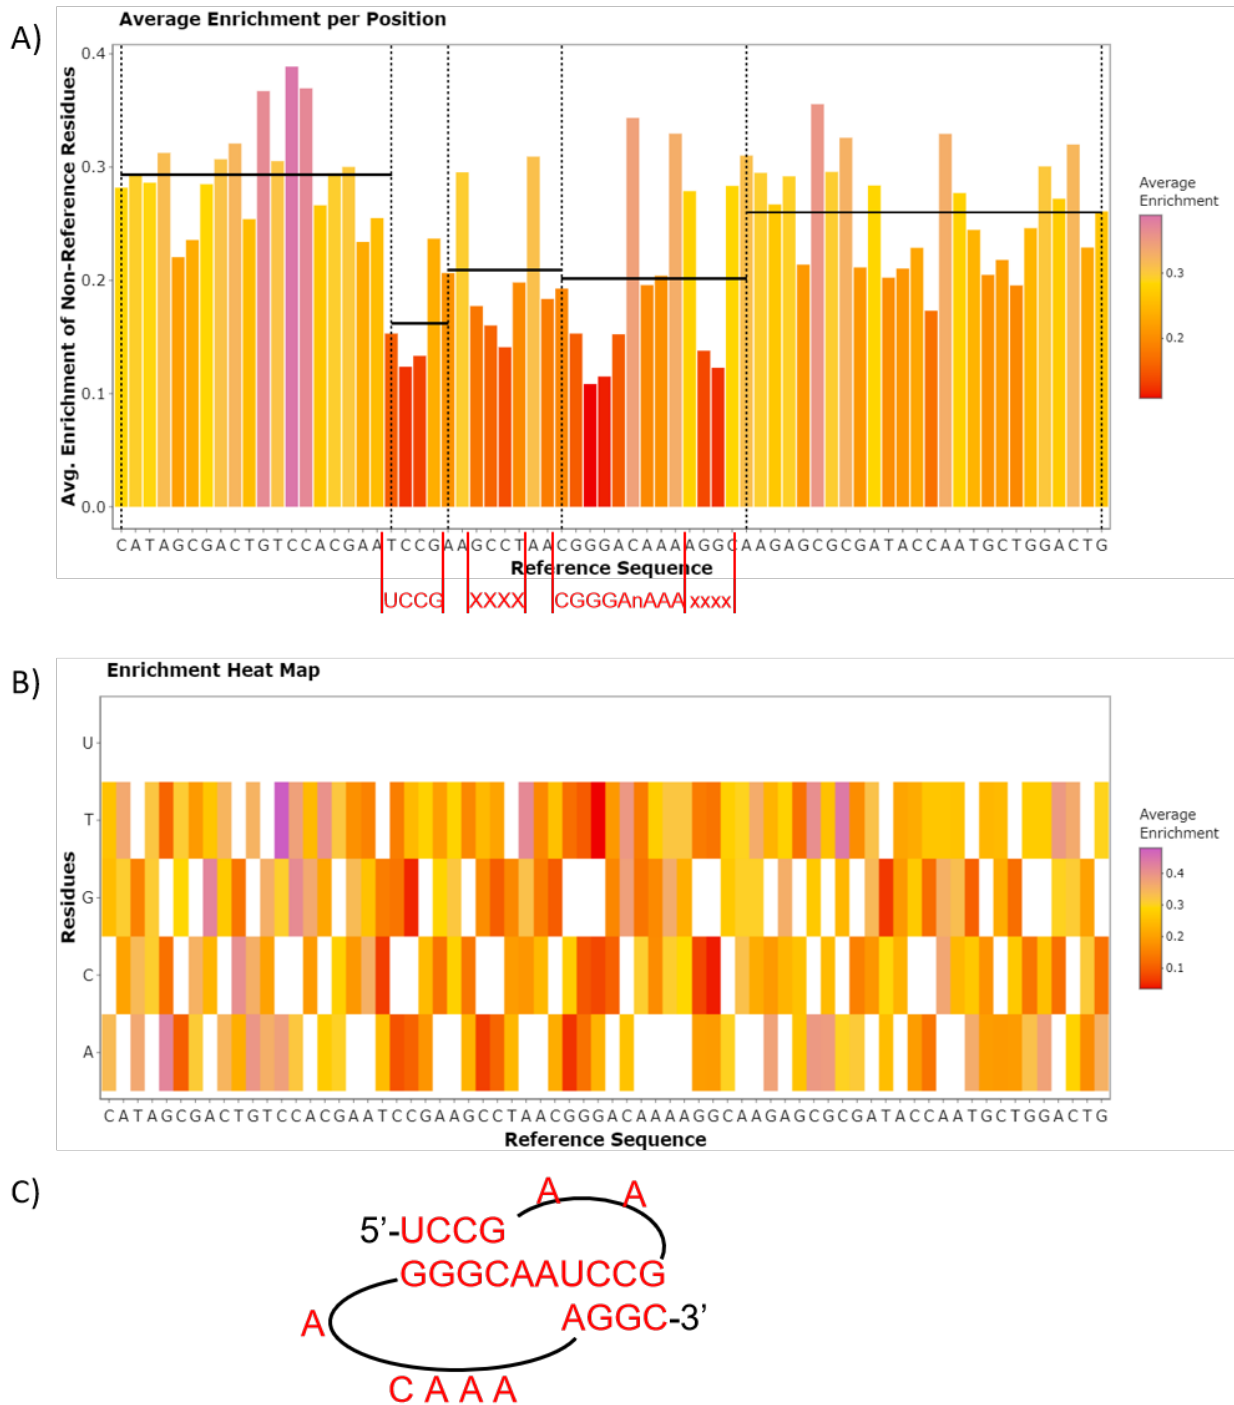 A)
Average Enrichment per Position
Avg. Enrichment of Non-Reference Residues
0.4
0.3
0.2
0.1
0.0
Average
Enrichment
0.3
0.2
C A T A G C G A C T G T C C A C G A A T C C G A A G C C T A A C G G G A C A A A A G G C A A G A G C G C G A T A C C A A T G C T G G A C T G
Reference Sequence
UCCG XXXX CGGGAnAAA xxxx
B)
Enrichment Heat Map
Residues
U
T
G
C
A
Average
Enrichment
0.4
0.3
0.2
0.1
C A T A G C G A C T G T C C A C G A A T C C G A A G C C T A A C G G G A C A A A A G G C A A G A G C G C G A T A C C A A T G C T G G A C T G
Reference Sequence
C)
A A
5'-UCCG
GGGCAAUCCG
A AGGC-3'
C A A A